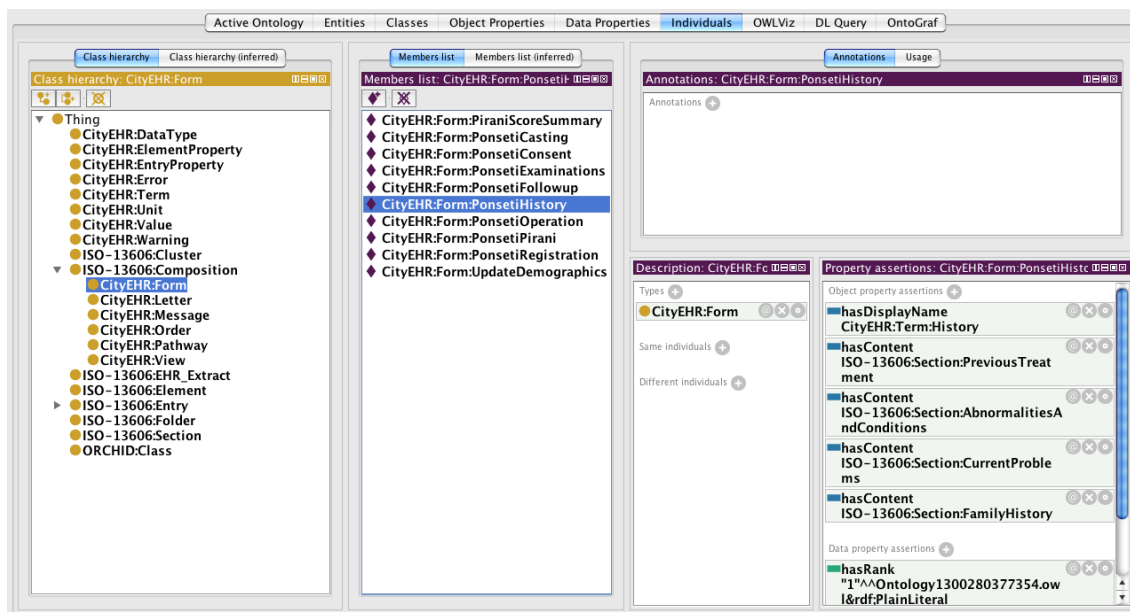 Active Ontology Entities Classes Object Properties Data Properties Individuals OWLViz DL Query OntoGraf
Class hierarchy Class hierarchy (inferred)
Class hierarchy: CityEHR:Form
Thing
CityEHR:DataType
CityEHR:ElementProperty
CityEHR:EntryProperty
CityEHR:Error
CityEHR:Term
CityEHR:Unit
CityEHR:Value
CityEHR:Warning
ISO-13606:Cluster
ISO-13606:Composition
CityEHR:Form
CityEHR:Letter
CityEHR:Message
CityEHR:Order
CityEHR:Pathway
CityEHR:View
ISO-13606:EHR_Extract
ISO-13606:Element
ISO-13606:Entry
ISO-13606:Folder
ISO-13606:Section
ORCHID:Class
Members list Members list (inferred)
Members list: CityEHR:Form:PonsetiH
CityEHR:Form:PiraniScoreSummary
CityEHR:Form:PonsetiCasting
CityEHR:Form:PonsetiConsent
CityEHR:Form:PonsetiExaminations
CityEHR:Form:PonsetiFollowup
CityEHR:Form:PonsetiHistory
CityEHR:Form:PonsetiOperation
CityEHR:Form:PonsetiPirani
CityEHR:Form:PonsetiRegistration
CityEHR:Form:UpdateDemographics
Annotations Usage
Annotations: CityEHR:Form:PonsetiHistory
Annotations
Description: CityEHR:Fo
Types
CityEHR:Form
Same individuals
Different individuals
Property assertions: CityEHR:Form:PonsetiHisto
Object property assertions
hasDisplayName
CityEHR:Term:History
hasContent
ISO-13606:Section:PreviousTreat
ment
hasContent
ISO-13606:Section:AbnormalitiesA
ndConditions
hasContent
ISO-13606:Section:CurrentProble
ms
hasContent
ISO-13606:Section:FamilyHistory
Data property assertions
hasRank
"1"^^Ontology1300280377354.ow
l&rdf;PlainLiteral